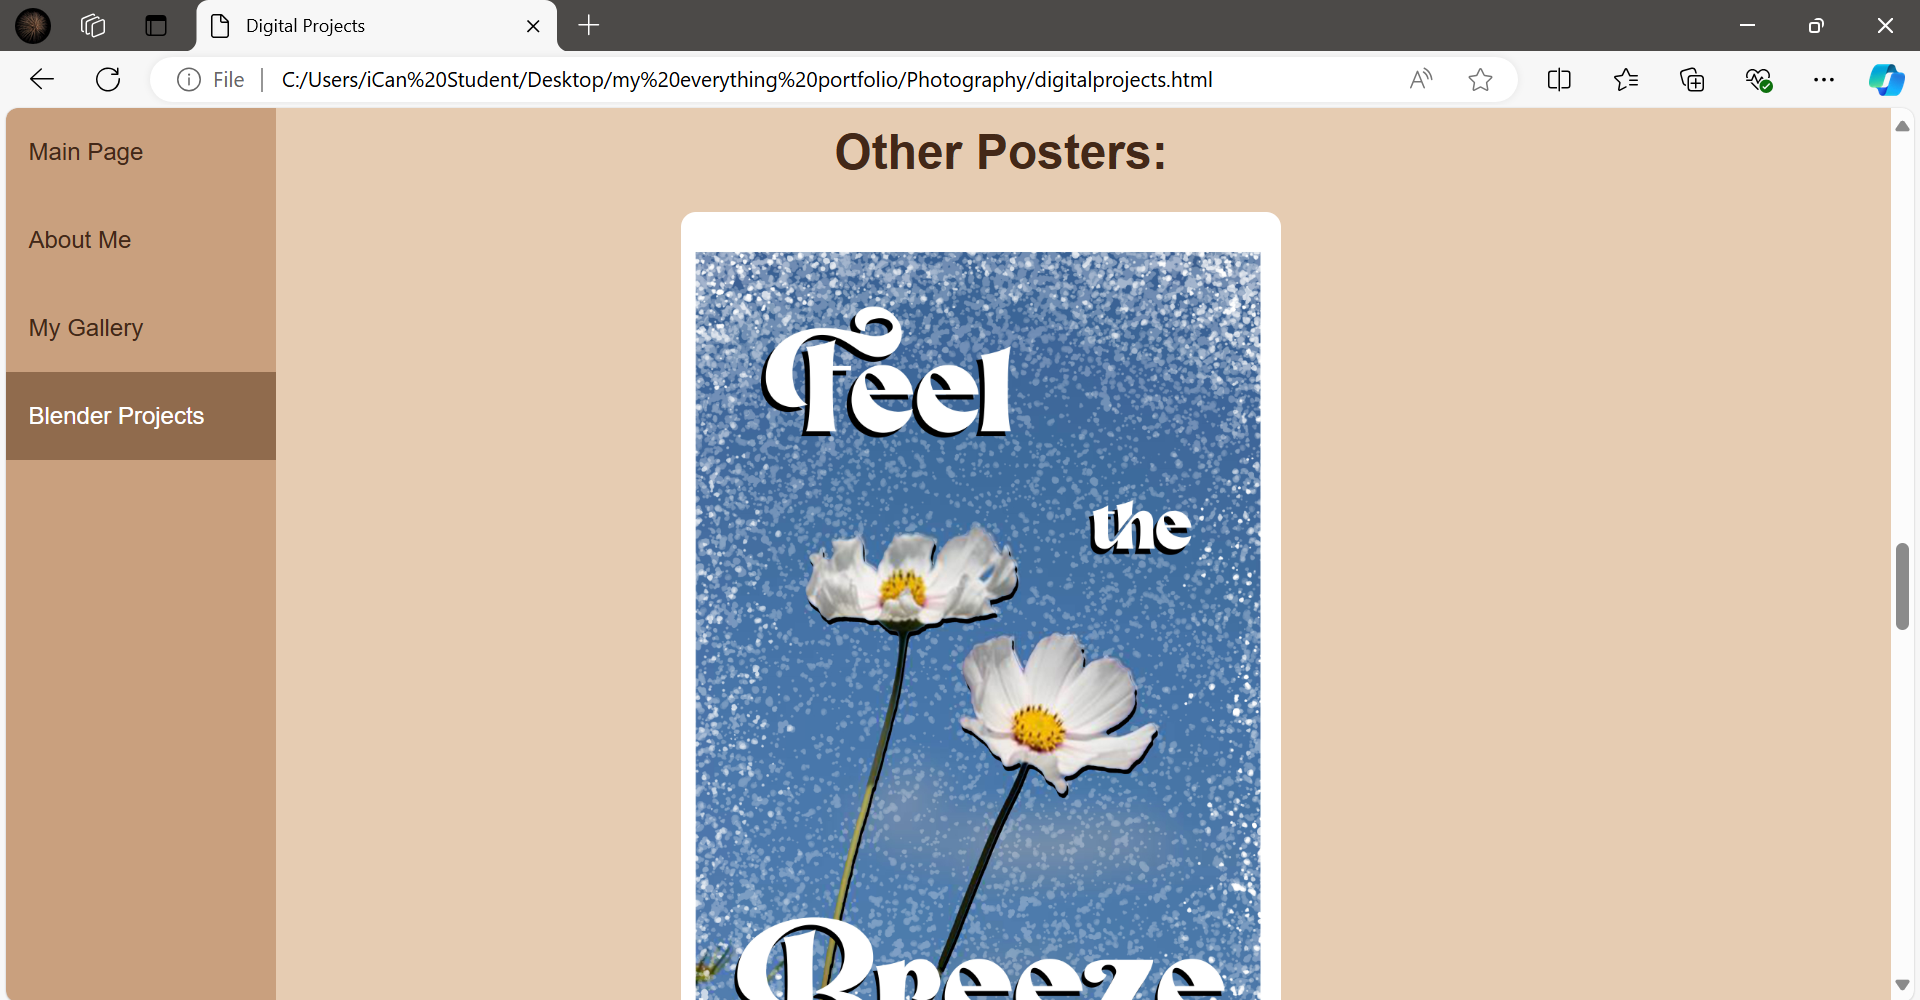 Digital Projects
File
C:/Users/iCan%20Student/Desktop/my%20everything%20portfolio/Photography/digitalprojects.html
Main Page
About Me
My Gallery
Blender Projects
Other Posters:
Feel
the
Breeze